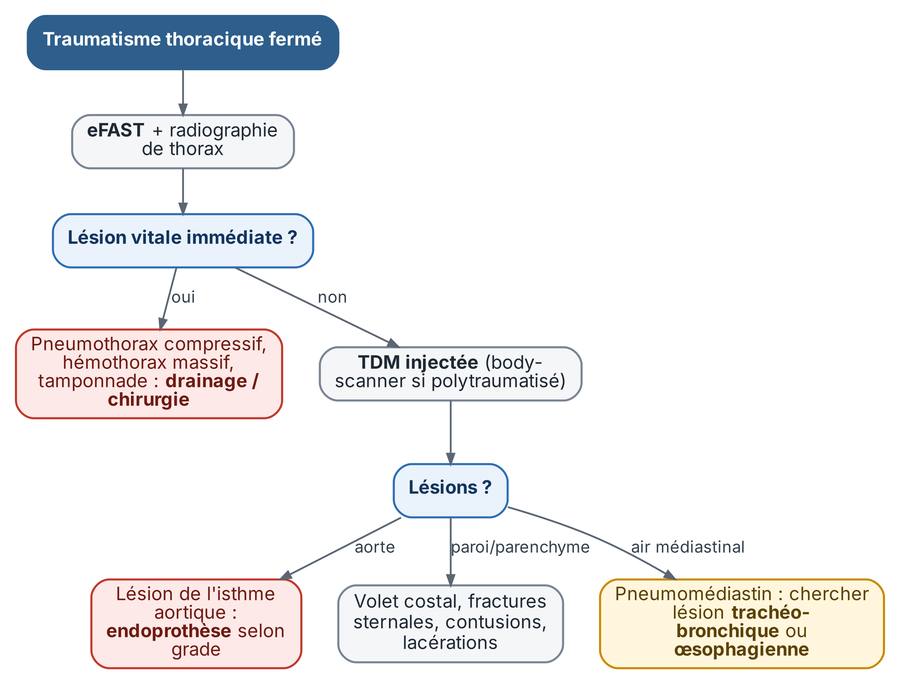 Traumatisme thoracique fermé
eFAST + radiographie
de thorax
Lésion vitale immédiate ?
oui
non
Pneumothorax compressif,
hémothorax massif,
tamponnade : drainage /
chirurgie
TDM injectée (body-
scanner si polytraumatisé)
Lésions ?
aorte
paroi/parenchyme
air médiastinal
Lésion de l'isthme
aortique :
endoprothèse selon
grade
Volet costal, fractures
sternales, contusions,
lacérations
Pneumomédiastin : chercher
lésion trachéo-
bronchique ou
œsophagienne